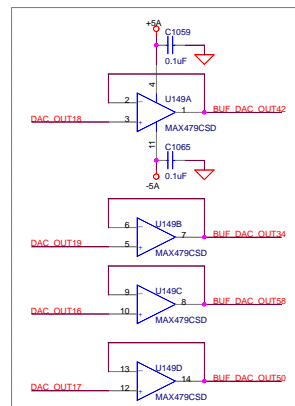 +5A
C1059
0.1uF
4
U149A
2
-
1
BUF_DAC_OUT42
DAC_OUT18
3
+
MAX479CSD
11
C1065
0.1uF
-5A
U149B
6
-
7
BUF_DAC_OUT34
DAC_OUT19
5
+
MAX479CSD
U149C
9
-
8
BUF_DAC_OUT58
DAC_OUT16
10
+
MAX479CSD
U149D
13
-
14
BUF_DAC_OUT50
DAC_OUT17
12
+
MAX479CSD